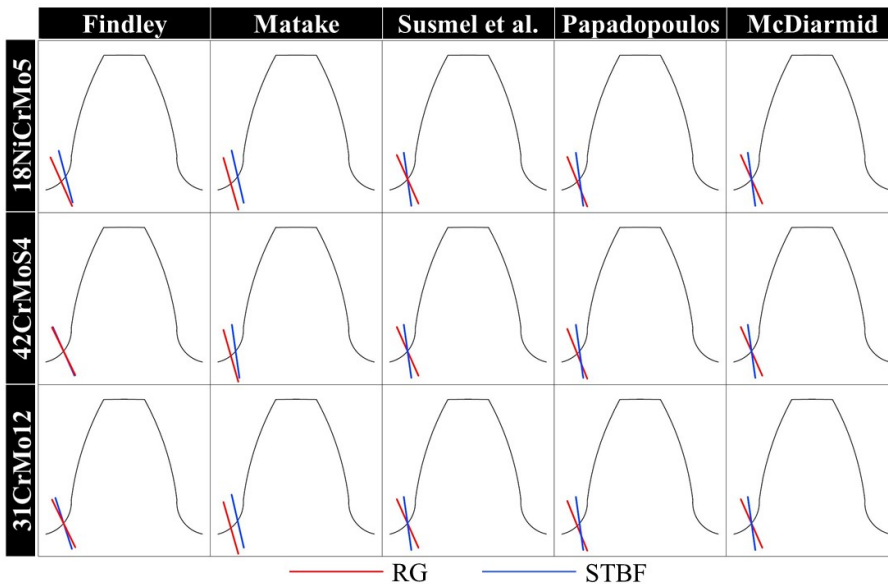 Findley Matake Susmel et al. Papadopoulos McDiarmid
18NiCrMo5
42CrMoS4
31CrMo12
RG STBF